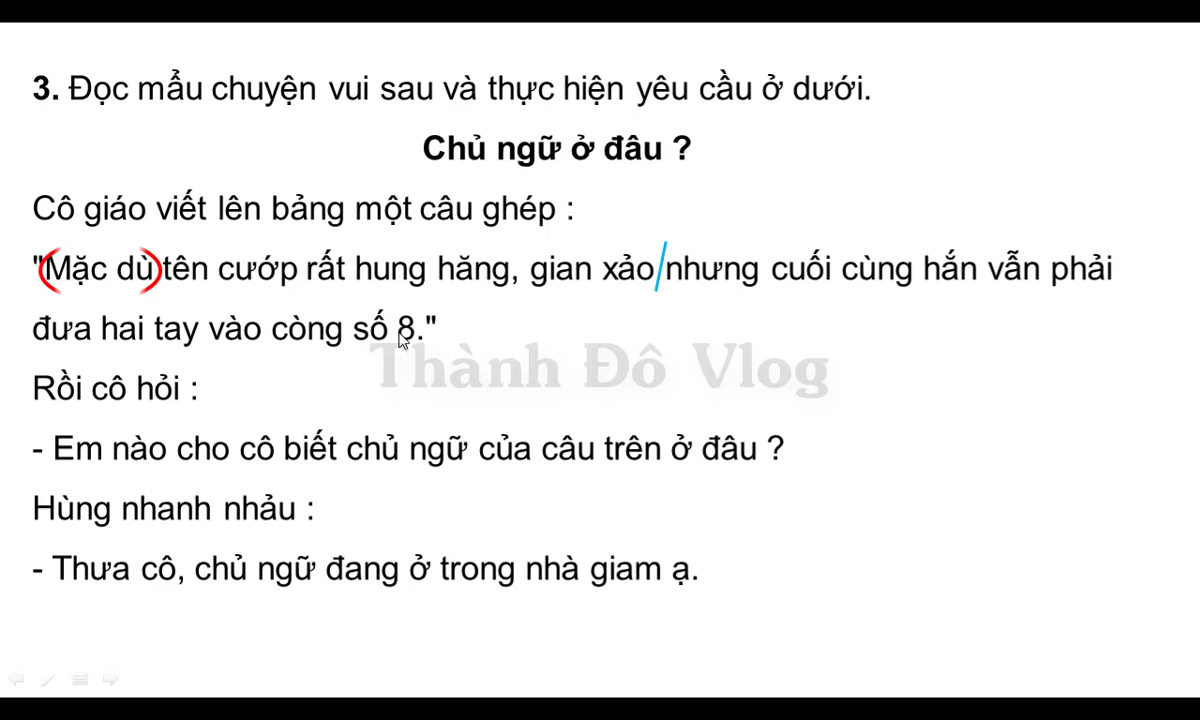 3. Đọc mẩu chuyện vui sau và thực hiện yêu cầu ở dưới.
Chủ ngữ ở đâu ?
Cô giáo viết lên bảng một câu ghép :
"Mặc dù tên cướp rất hung hăng, gian xảo nhưng cuối cùng hắn vẫn phải
đưa hai tay vào còng số 8."
Thành Đô Vlog
Rồi cô hỏi :
- Em nào cho cô biết chủ ngữ của câu trên ở đâu ?
Hùng nhanh nhảu :
- Thưa cô, chủ ngữ đang ở trong nhà giam ạ.